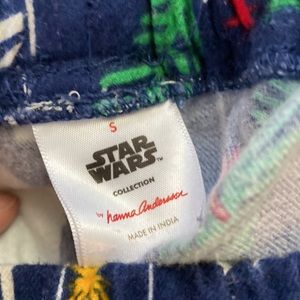 S
STAR
WARS
COLLECTION
by hanna Andersson
MADE IN INDIA